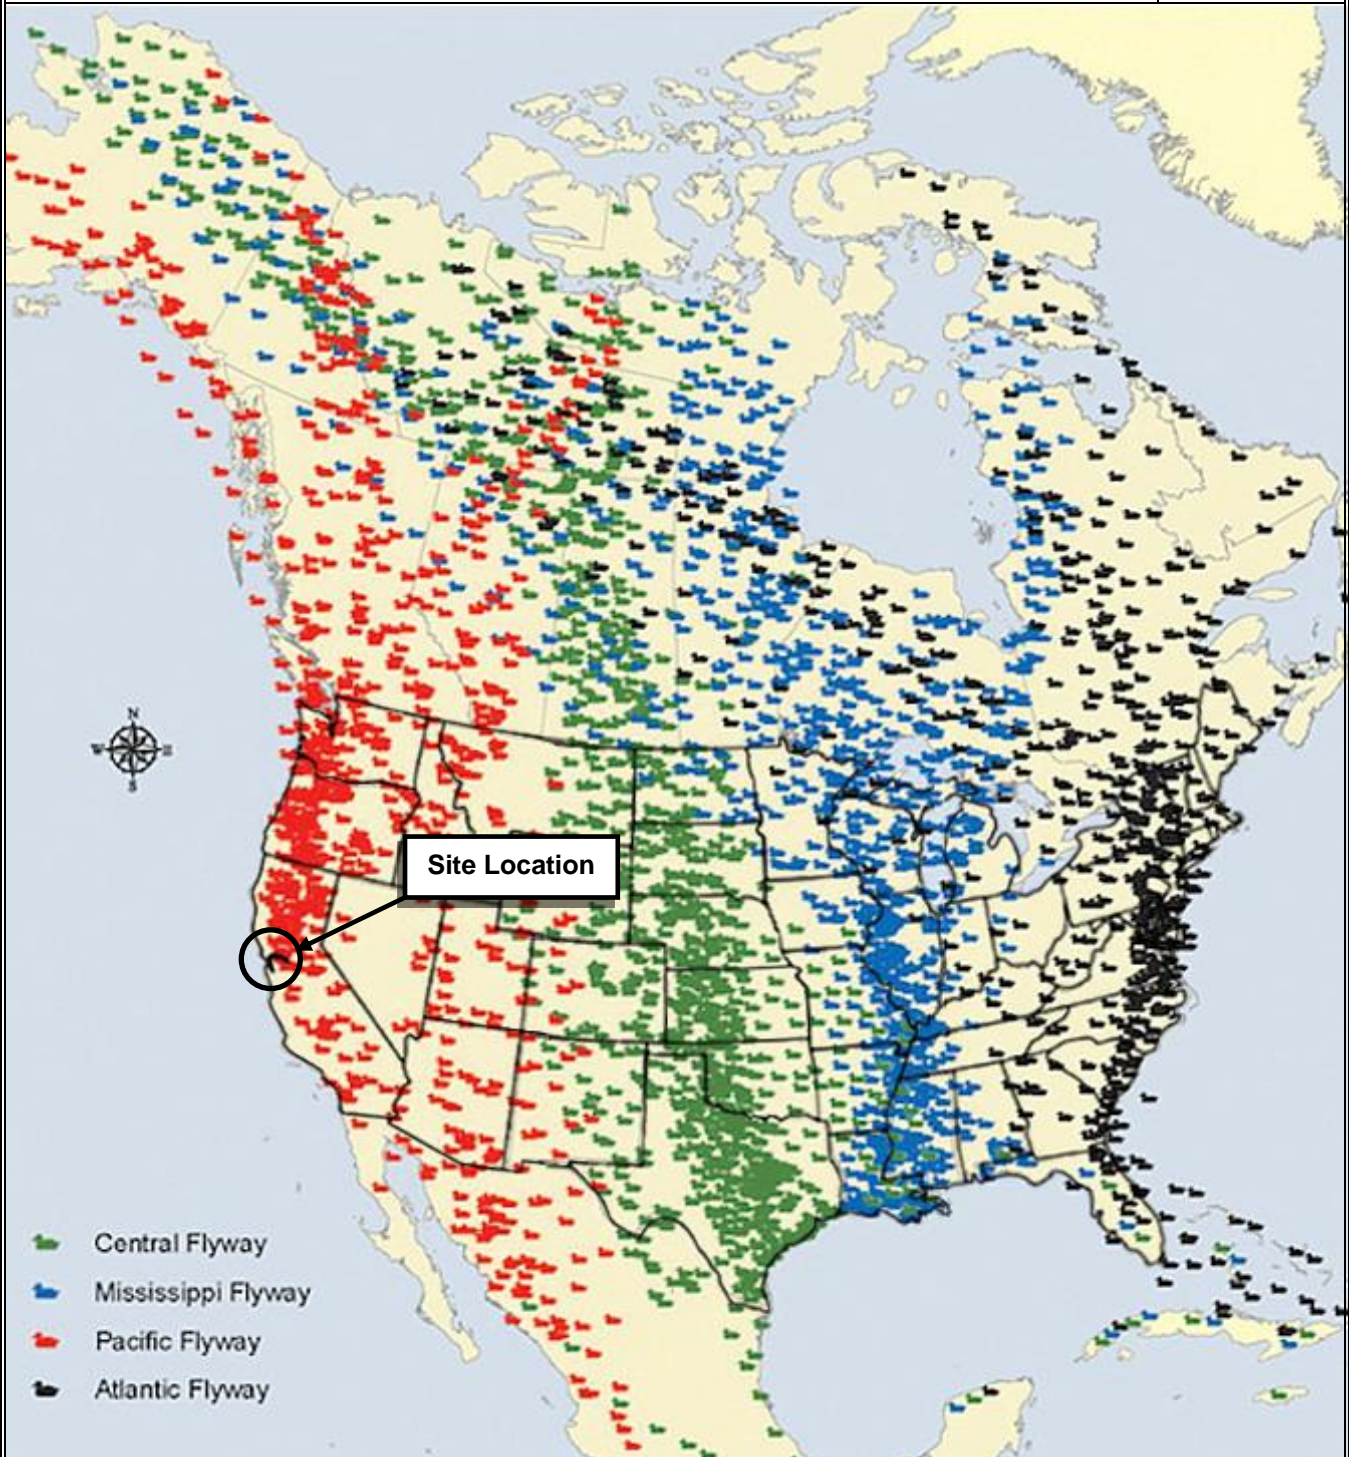 N
W
E
S
Site Location
Central Flyway
Mississippi Flyway
Pacific Flyway
Atlantic Flyway